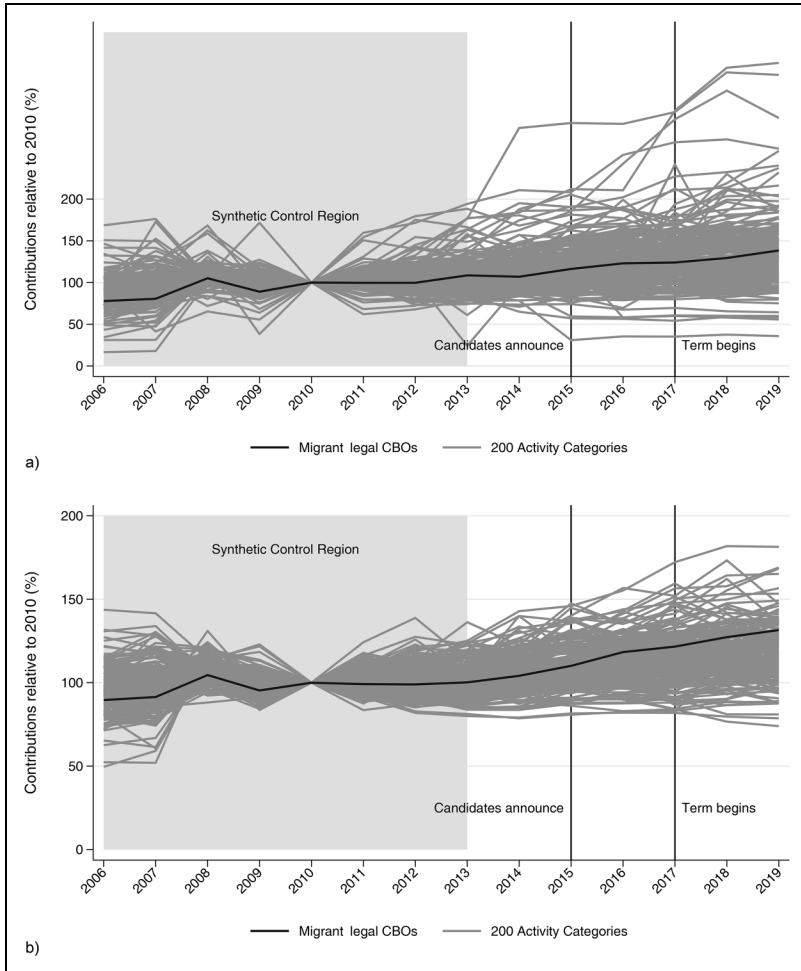 Contributions relative to 2010 (%)
200
150
100
50
0
Synthetic Control Region
Candidates announce
Term begins
2006 2007 2008 2009 2010 2011 2012 2013 2014 2015 2016 2017 2018 2019
Migrant legal CBOs 200 Activity Categories
a)
Contributions relative to 2010 (%)
200
150
100
50
0
Synthetic Control Region
Candidates announce
Term begins
2006 2007 2008 2009 2010 2011 2012 2013 2014 2015 2016 2017 2018 2019
Migrant legal CBOs 200 Activity Categories
b)